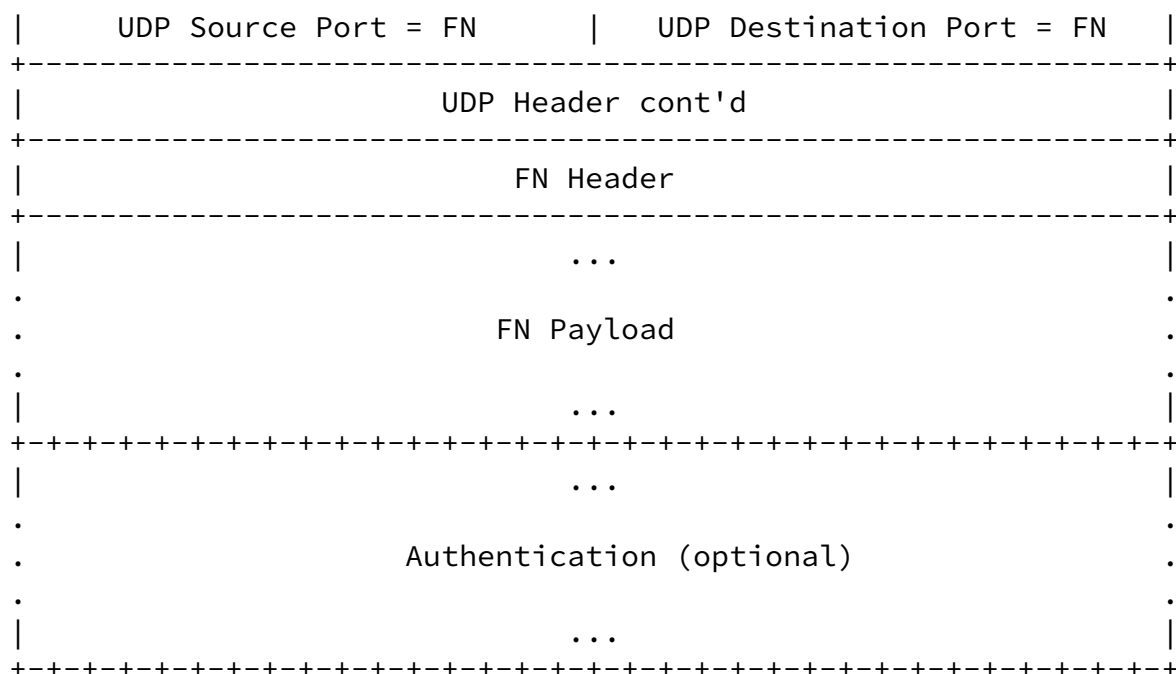 |     UDP Source Port = FN      |   UDP Destination Port = FN   |
+---------------------------------------------------------------+
|                       UDP Header cont'd                       |
+---------------------------------------------------------------+
|                           FN Header                           |
+---------------------------------------------------------------+
|                              ...                              |
.                                                               .
.                          FN Payload                           .
.                                                               .
|                              ...                              |
+-+-+-+-+-+-+-+-+-+-+-+-+-+-+-+-+-+-+-+-+-+-+-+-+-+-+-+-+-+-+-+-+
|                              ...                              |
.                                                               .
.                     Authentication (optional)                 .
.                                                               .
|                              ...                              |
+-+-+-+-+-+-+-+-+-+-+-+-+-+-+-+-+-+-+-+-+-+-+-+-+-+-+-+-+-+-+-+-+